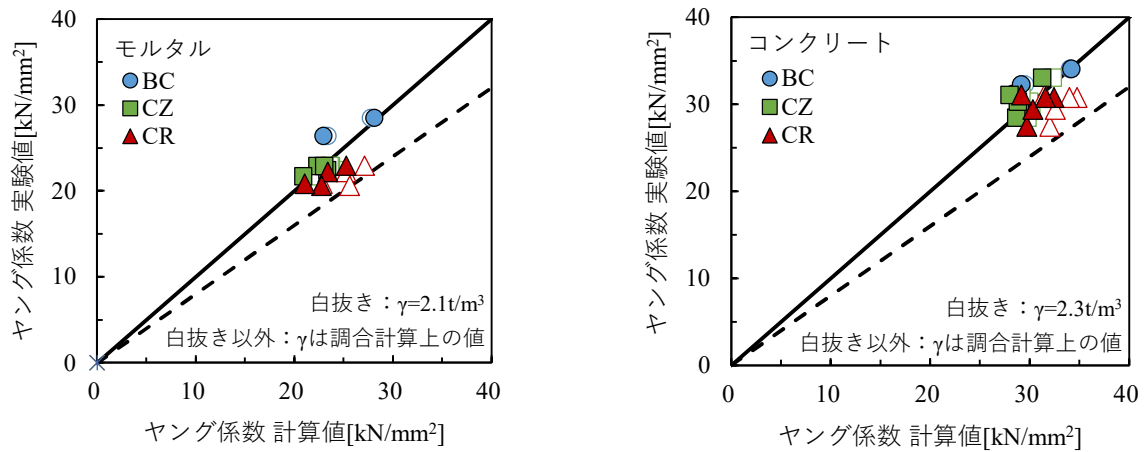 40
30
20
10
0
ヤング係数 実験値[kN/mm²]
モルタル
BC
CZ
CR
白抜き：γ=2.1t/m³
白抜き以外：γは調合計算上の値
0 10 20 30 40
ヤング係数 計算値[kN/mm²]
40
30
20
10
0
ヤング係数 実験値[kN/mm²]
コンクリート
BC
CZ
CR
白抜き：γ=2.3t/m³
白抜き以外：γは調合計算上の値
0 10 20 30 40
ヤング係数 計算値[kN/mm²]